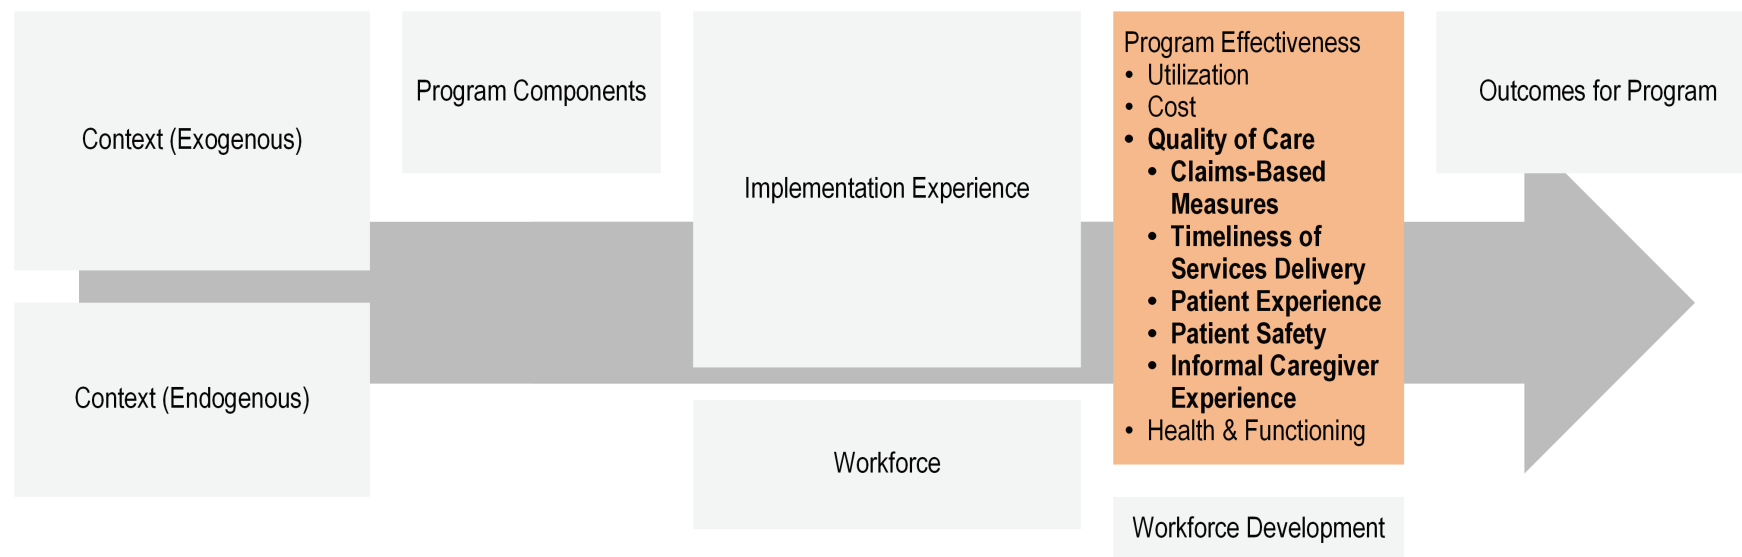 Context (Exogenous)
Context (Endogenous)
Program Components
Implementation Experience
Workforce
Program Effectiveness
• Utilization
• Cost
• Quality of Care
• Claims-Based
Measures
• Timeliness of
Services Delivery
• Patient Experience
• Patient Safety
• Informal Caregiver
Experience
• Health & Functioning
Workforce Development
Outcomes for Program